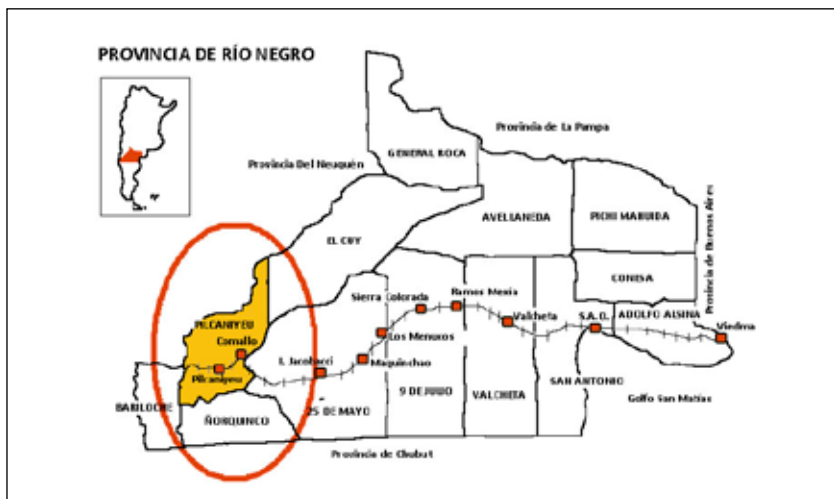 PROVINCIA DE RÍO NEGRO
Provincia de La Pampa
GENERAL ROCA
Provincia Del Neuquén
AVELLANEDA
PICHI MAHUIDA
Provincia de Buenos Aires
EL CUY
CONESA
Sierra Colorada
Ramos Mexía
PILCANIYEU
Valcheta
S.A.O.
ADOLFO ALSINA
Viedma
Comallo
Los Menucos
I. Jacobacci
Maquinchao
Pilcaniyeu
SAN ANTONIO
9 DE JULIO
VALCHETA
Golfo San Matías
BARILOCHE
25 DE MAYO
ÑORQUINCO
Provincia de Chubut